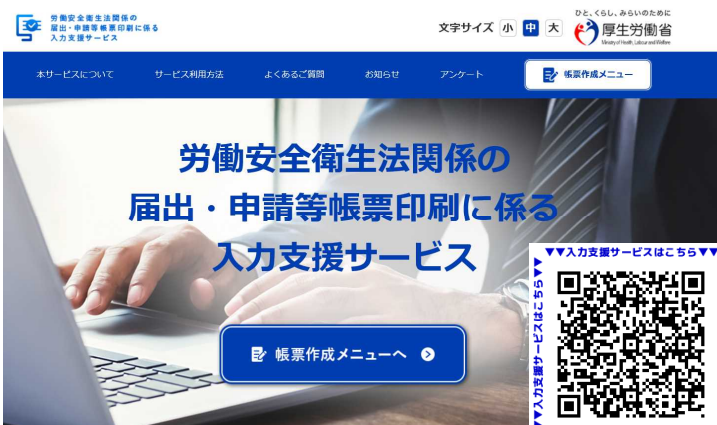 労働安全衛生法関係の
届出・申請等帳票印刷に係る
入力支援サービス
文字サイズ 小 中 大
ひと、くらし、みらいのために
厚生労働省
Ministry of Health, Labour and Welfare
本サービスについて サービス利用方法 よくあるご質問 お知らせ アンケート 帳票作成メニュー
労働安全衛生法関係の
届出・申請等帳票印刷に係る
入力支援サービス
帳票作成メニューへ
▼▼入力支援サービスはこちら▼▼
▼▼入力支援サービスはこちら▼▼